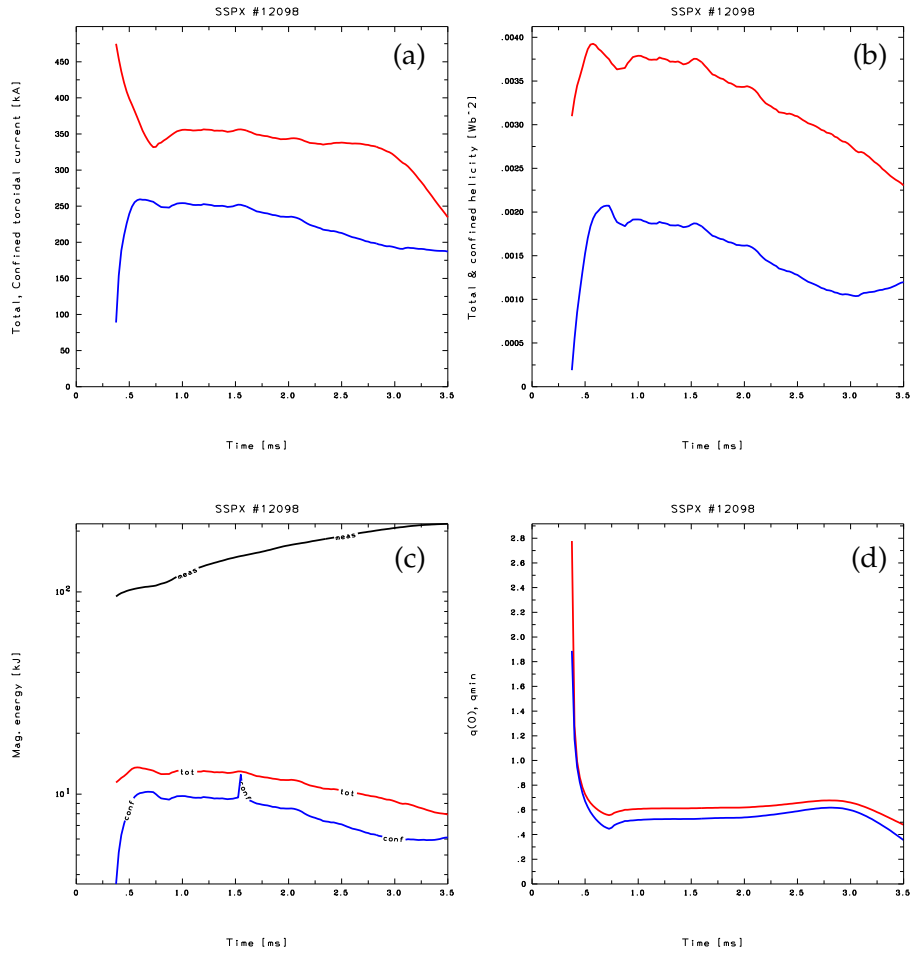 SSPX #12098
(a)
Total, Confined toroidal current [kA]
450
400
350
300
250
200
150
100
50
0
0 .5 1.0 1.5 2.0 2.5 3.0 3.5
Time [ms]
SSPX #12098
(b)
Total & confined helicity [Wb^2]
.0040
.0035
.0030
.0025
.0020
.0015
.0010
.0005
0
0 .5 1.0 1.5 2.0 2.5 3.0 3.5
Time [ms]
SSPX #12098
(c)
Mag. energy [kJ]
10^2
10^1
meas
meas
tot
tot
conf
conf
conf
0 .5 1.0 1.5 2.0 2.5 3.0 3.5
Time [ms]
SSPX #12098
(d)
q(0), qmin
2.8
2.6
2.4
2.2
2.0
1.8
1.6
1.4
1.2
1.0
.8
.6
.4
.2
0
0 .5 1.0 1.5 2.0 2.5 3.0 3.5
Time [ms]